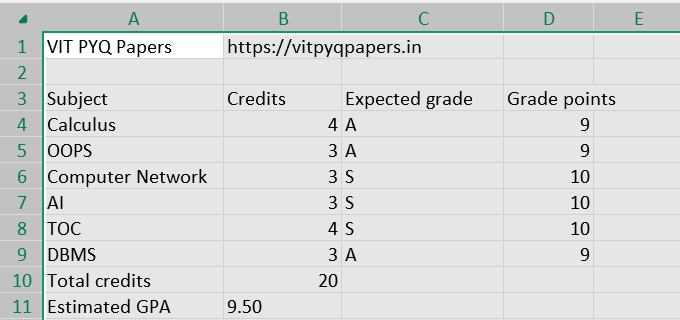 A B C D E
1 VIT PYQ Papers https://vitpyqpapers.in
2
3 Subject Credits Expected grade Grade points
4 Calculus 4 A 9
5 OOPS 3 A 9
6 Computer Network 3 S 10
7 AI 3 S 10
8 TOC 4 S 10
9 DBMS 3 A 9
10 Total credits 20
11 Estimated GPA 9.50